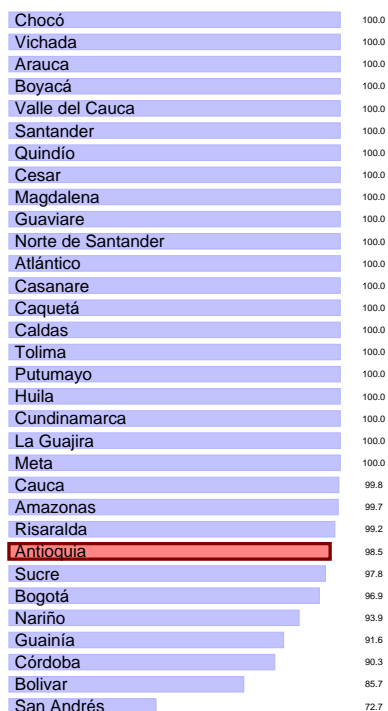 Chocó 100.0
Vichada 100.0
Arauca 100.0
Boyacá 100.0
Valle del Cauca 100.0
Santander 100.0
Quindío 100.0
Cesar 100.0
Magdalena 100.0
Guaviare 100.0
Norte de Santander 100.0
Atlántico 100.0
Casanare 100.0
Caquetá 100.0
Caldas 100.0
Tolima 100.0
Putumayo 100.0
Huila 100.0
Cundinamarca 100.0
La Guajira 100.0
Meta 100.0
Cauca 99.8
Amazonas 99.7
Risaralda 99.2
Antioquia 98.5
Sucre 97.8
Bogotá 96.9
Nariño 93.9
Guainía 91.6
Córdoba 90.3
Bolivar 85.7
San Andrés 72.7